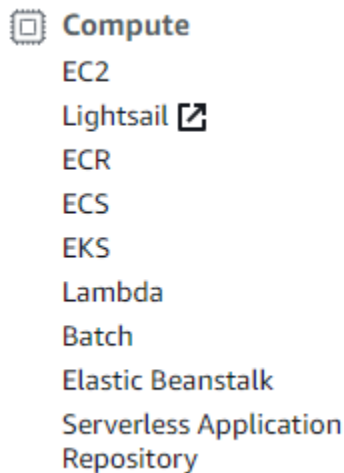 Compute
EC2
Lightsail
ECR
ECS
EKS
Lambda
Batch
Elastic Beanstalk
Serverless Application
Repository